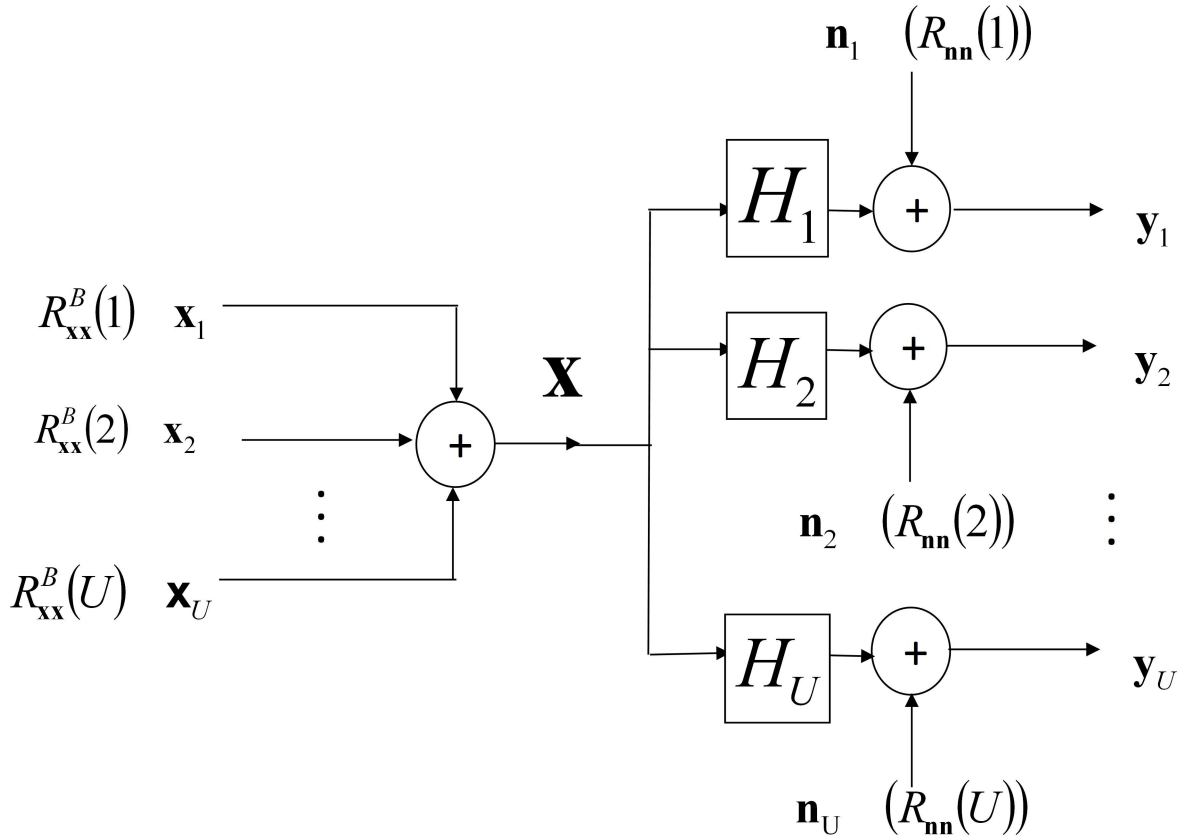 n₁ (R_nn(1))
H₁ + y₁
R^B_xx(1) x₁
H₂ + y₂
X
R^B_xx(2) x₂ +
⋮
n₂ (R_nn(2)) ⋮
R^B_xx(U) x_U
H_U + y_U
n_U (R_nn(U))